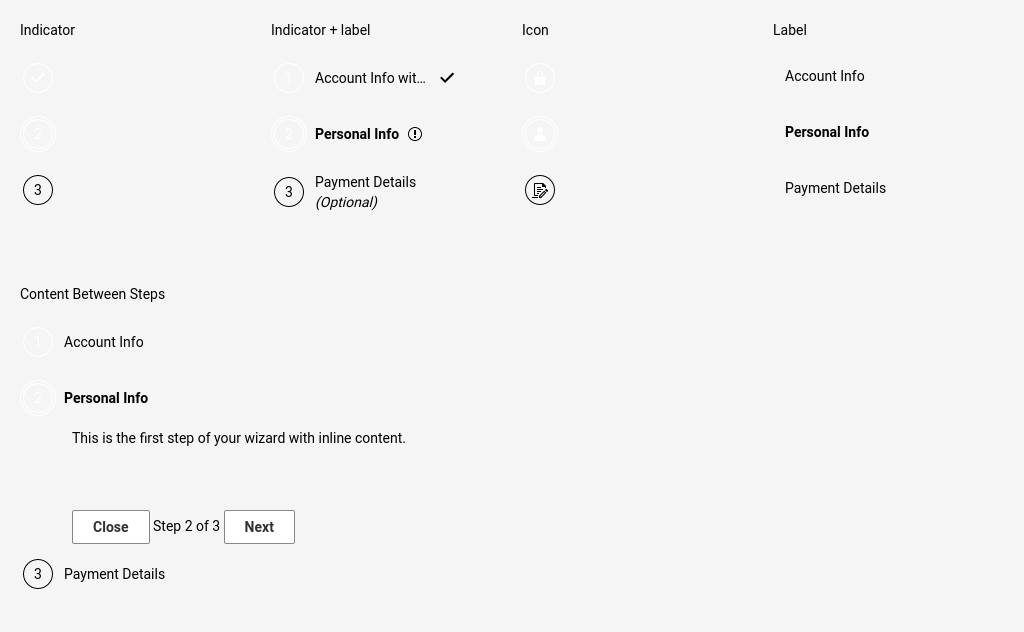 Indicator
Indicator + label
Icon
Label
1 Account Info wit...
Account Info
2
2 Personal Info
Personal Info
3
3 Payment Details
(Optional)
Payment Details
Content Between Steps
1 Account Info
2 Personal Info
This is the first step of your wizard with inline content.
Close Step 2 of 3 Next
3 Payment Details